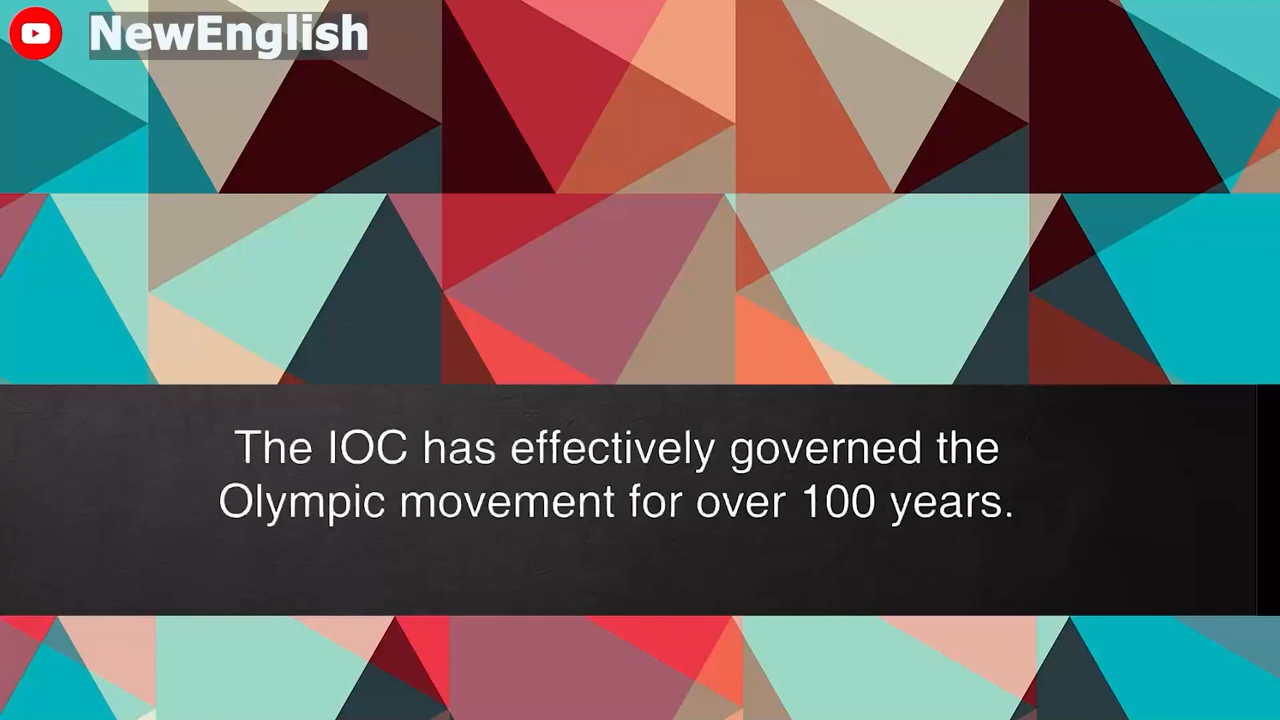 NewEnglish
The IOC has effectively governed the
Olympic movement for over 100 years.